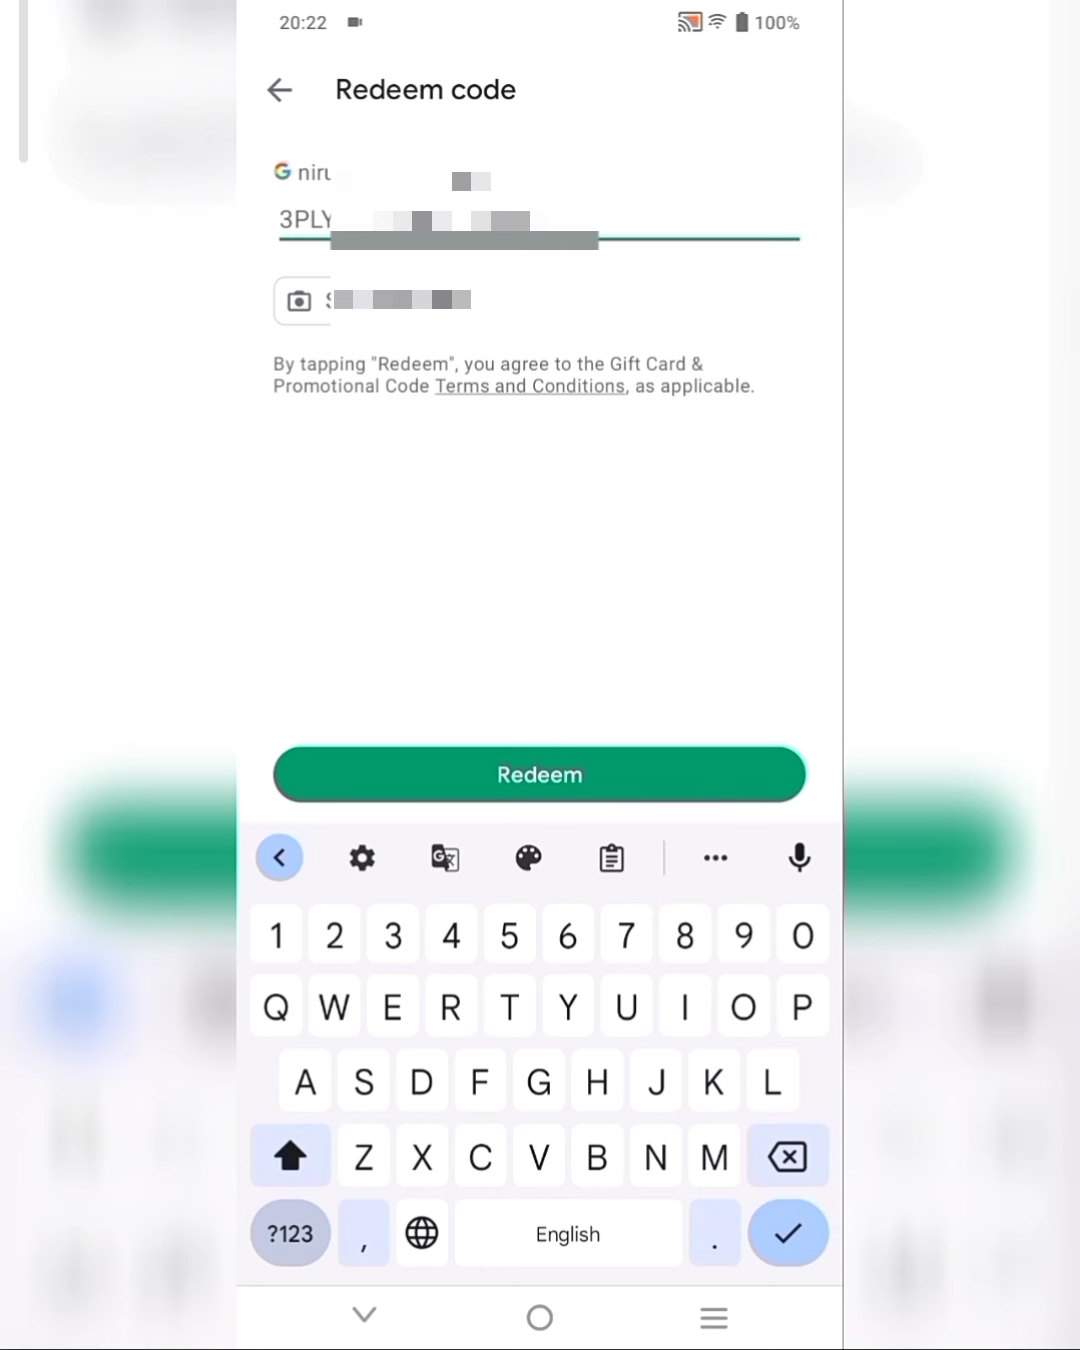 20:22 100%
Redeem code
niru
3PLY
By tapping "Redeem", you agree to the Gift Card &
Promotional Code Terms and Conditions, as applicable.
Redeem
1 2 3 4 5 6 7 8 9 0
Q W E R T Y U I O P
A S D F G H J K L
Z X C V B N M
?123 , English .